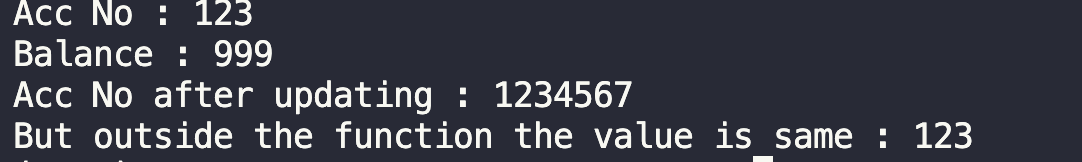 Acc No : 123
Balance : 999
Acc No after updating : 1234567
But outside the function the value is same : 123